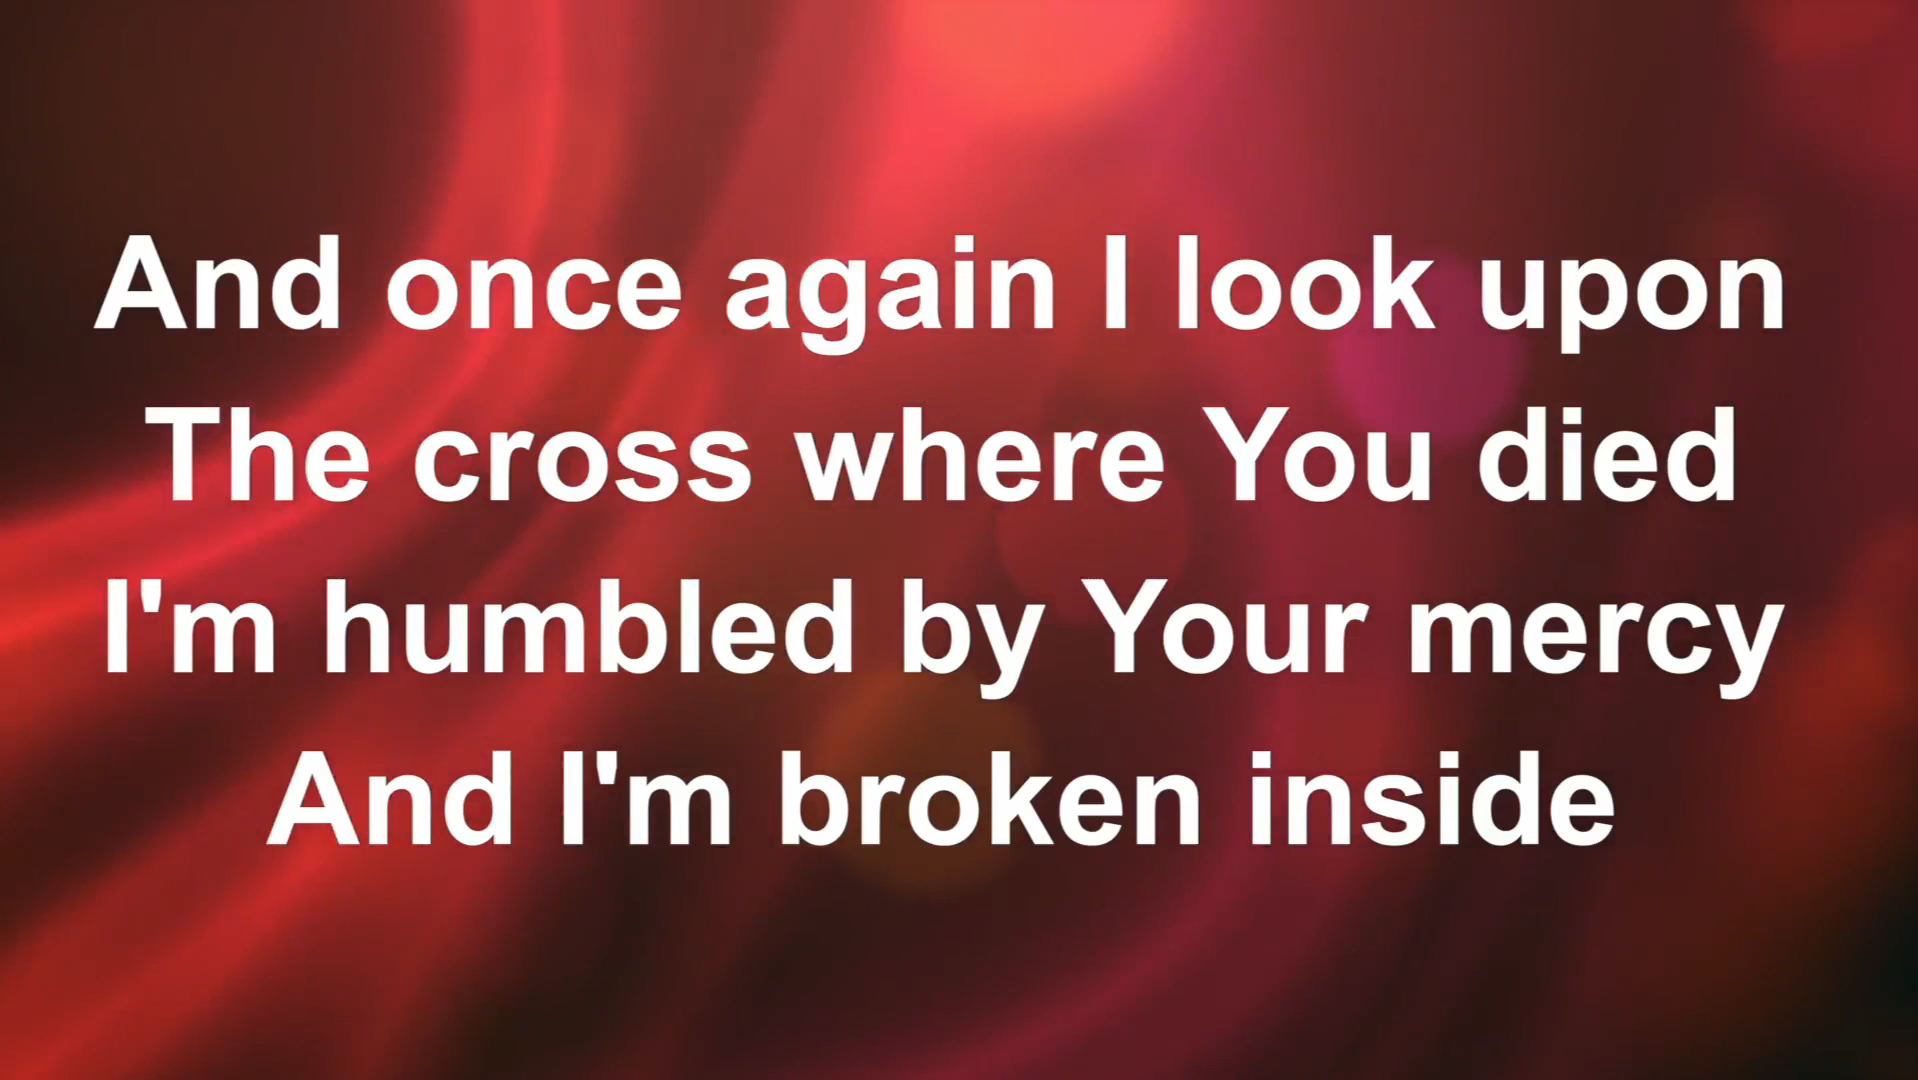 And once again I look upon
The cross where You died
I'm humbled by Your mercy
And I'm broken inside